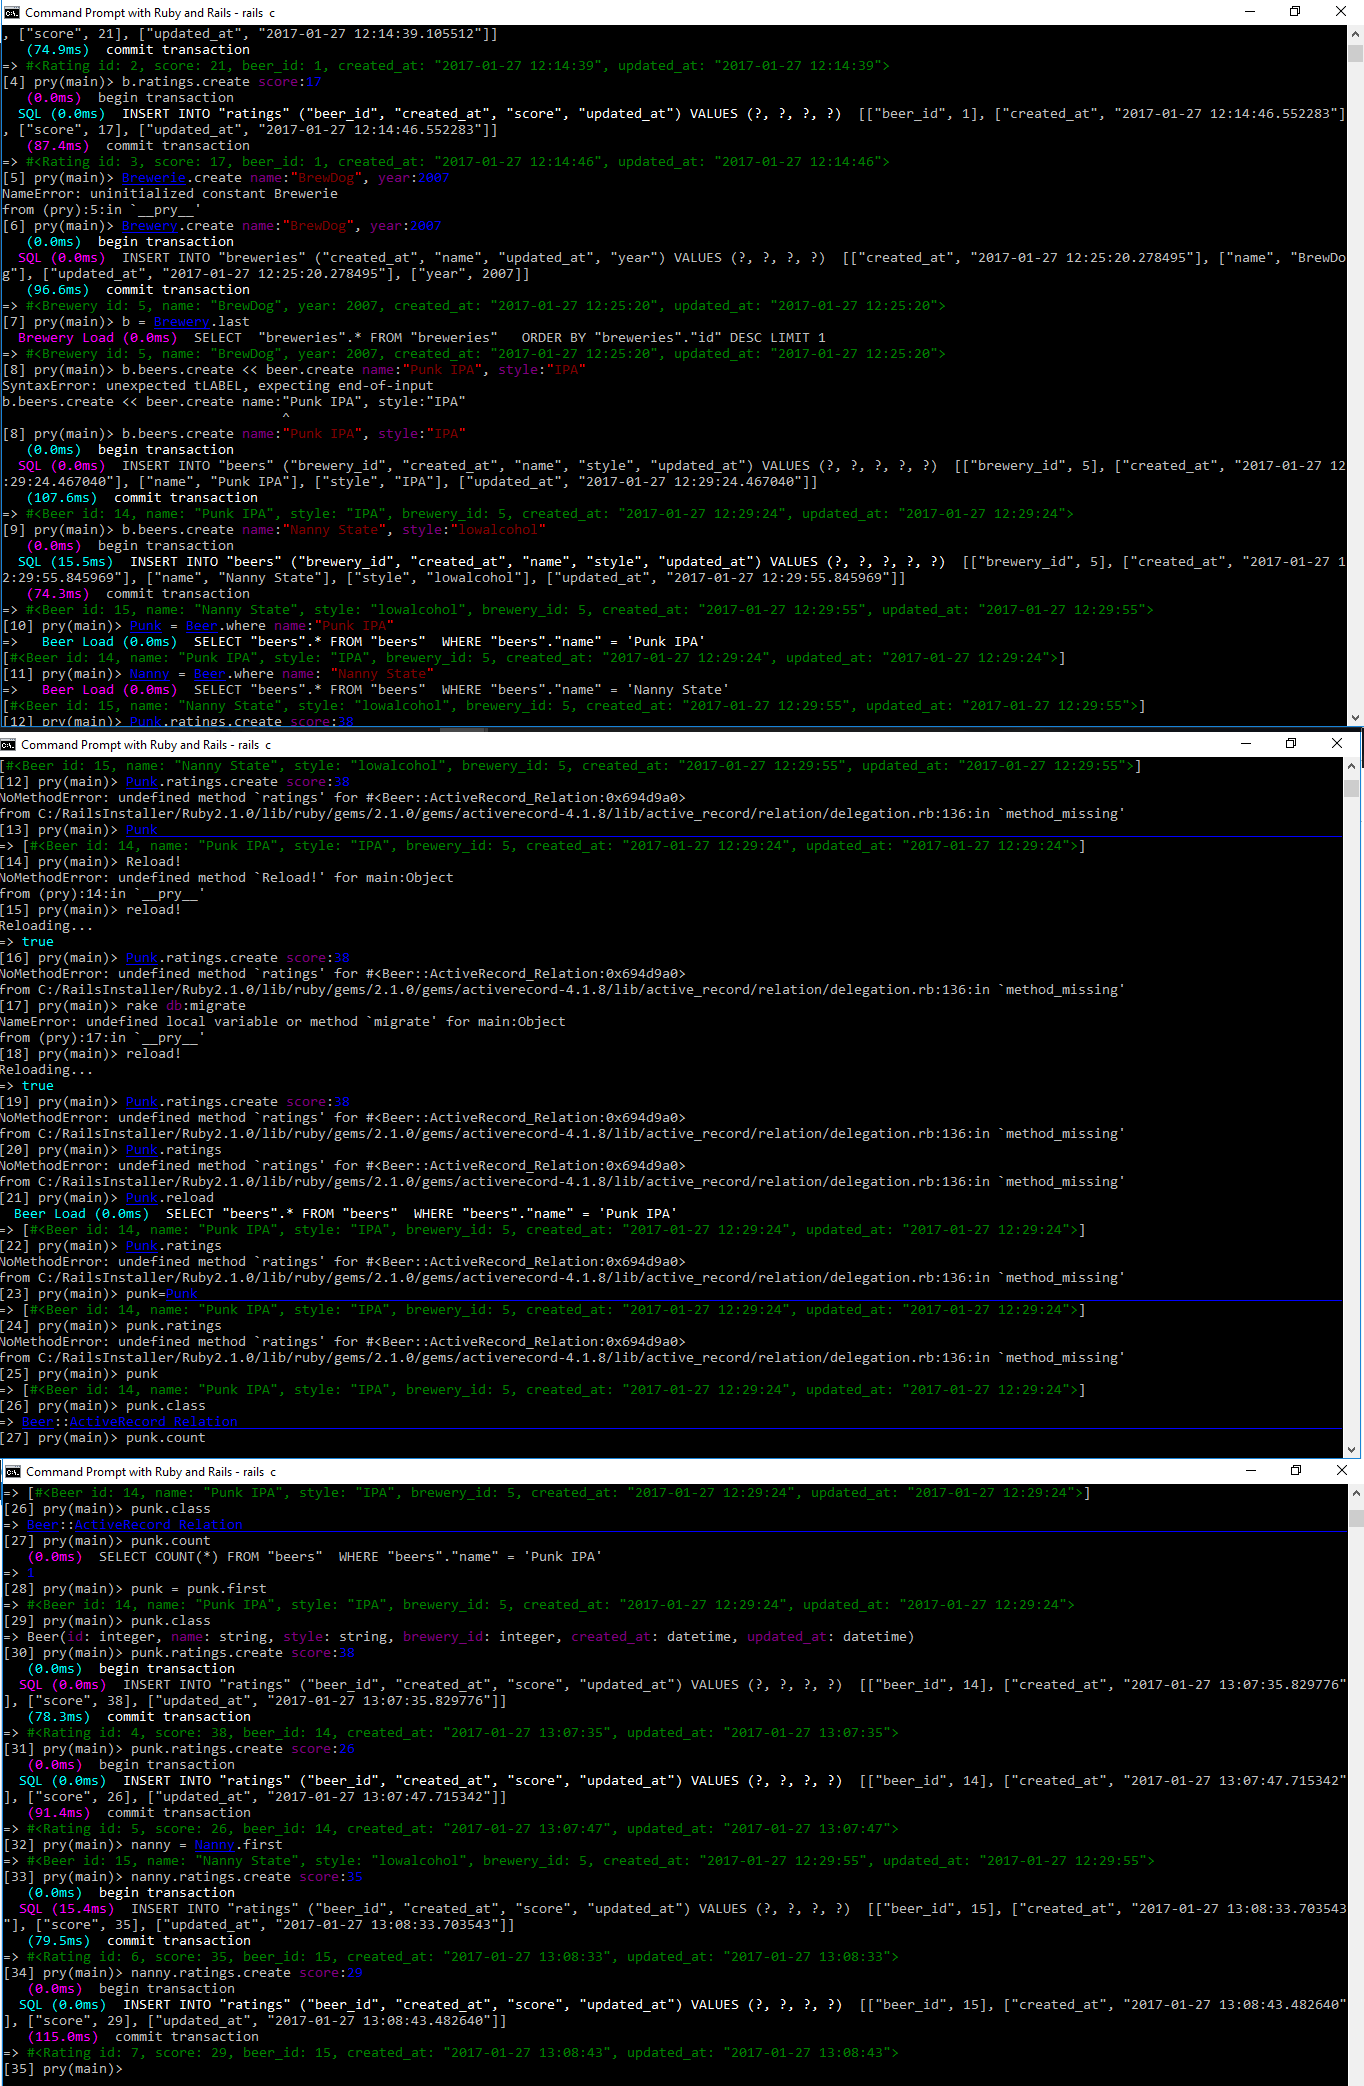 Command Prompt with Ruby and Rails - rails  c
, ["score", 21], ["updated_at", "2017-01-27 12:14:39.105512"]]
   (74.9ms)  commit transaction
=> #<Rating id: 2, score: 21, beer_id: 1, created_at: "2017-01-27 12:14:39", updated_at: "2017-01-27 12:14:39">
[4] pry(main)> b.ratings.create score:17
   (0.0ms)  begin transaction
  SQL (0.0ms)  INSERT INTO "ratings" ("beer_id", "created_at", "score", "updated_at") VALUES (?, ?, ?, ?)  [["beer_id", 1], ["created_at", "2017-01-27 12:14:46.552283"]
, ["score", 17], ["updated_at", "2017-01-27 12:14:46.552283"]]
   (87.4ms)  commit transaction
=> #<Rating id: 3, score: 17, beer_id: 1, created_at: "2017-01-27 12:14:46", updated_at: "2017-01-27 12:14:46">
[5] pry(main)> Brewerie.create name:"BrewDog", year:2007
NameError: uninitialized constant Brewerie
from (pry):5:in `__pry__'
[6] pry(main)> Brewery.create name:"BrewDog", year:2007
   (0.0ms)  begin transaction
  SQL (0.0ms)  INSERT INTO "breweries" ("created_at", "name", "updated_at", "year") VALUES (?, ?, ?, ?)  [["created_at", "2017-01-27 12:25:20.278495"], ["name", "BrewDo
g"], ["updated_at", "2017-01-27 12:25:20.278495"], ["year", 2007]]
   (96.6ms)  commit transaction
=> #<Brewery id: 5, name: "BrewDog", year: 2007, created_at: "2017-01-27 12:25:20", updated_at: "2017-01-27 12:25:20">
[7] pry(main)> b = Brewery.last
  Brewery Load (0.0ms)  SELECT  "breweries".* FROM "breweries"   ORDER BY "breweries"."id" DESC LIMIT 1
=> #<Brewery id: 5, name: "BrewDog", year: 2007, created_at: "2017-01-27 12:25:20", updated_at: "2017-01-27 12:25:20">
[8] pry(main)> b.beers.create << beer.create name:"Punk IPA", style:"IPA"
SyntaxError: unexpected tLABEL, expecting end-of-input
b.beers.create << beer.create name:"Punk IPA", style:"IPA"
                                   ^
[8] pry(main)> b.beers.create name:"Punk IPA", style:"IPA"
   (0.0ms)  begin transaction
  SQL (0.0ms)  INSERT INTO "beers" ("brewery_id", "created_at", "name", "style", "updated_at") VALUES (?, ?, ?, ?, ?)  [["brewery_id", 5], ["created_at", "2017-01-27 12
:29:24.467040"], ["name", "Punk IPA"], ["style", "IPA"], ["updated_at", "2017-01-27 12:29:24.467040"]]
   (107.6ms)  commit transaction
=> #<Beer id: 14, name: "Punk IPA", style: "IPA", brewery_id: 5, created_at: "2017-01-27 12:29:24", updated_at: "2017-01-27 12:29:24">
[9] pry(main)> b.beers.create name:"Nanny State", style:"lowalcohol"
   (0.0ms)  begin transaction
  SQL (15.5ms)  INSERT INTO "beers" ("brewery_id", "created_at", "name", "style", "updated_at") VALUES (?, ?, ?, ?, ?)  [["brewery_id", 5], ["created_at", "2017-01-27 1
2:29:55.845969"], ["name", "Nanny State"], ["style", "lowalcohol"], ["updated_at", "2017-01-27 12:29:55.845969"]]
   (74.3ms)  commit transaction
=> #<Beer id: 15, name: "Nanny State", style: "lowalcohol", brewery_id: 5, created_at: "2017-01-27 12:29:55", updated_at: "2017-01-27 12:29:55">
[10] pry(main)> Punk = Beer.where name:"Punk IPA"
=>   Beer Load (0.0ms)  SELECT "beers".* FROM "beers"  WHERE "beers"."name" = 'Punk IPA'
[#<Beer id: 14, name: "Punk IPA", style: "IPA", brewery_id: 5, created_at: "2017-01-27 12:29:24", updated_at: "2017-01-27 12:29:24">]
[11] pry(main)> Nanny = Beer.where name: "Nanny State"
=>   Beer Load (0.0ms)  SELECT "beers".* FROM "beers"  WHERE "beers"."name" = 'Nanny State'
[#<Beer id: 15, name: "Nanny State", style: "lowalcohol", brewery_id: 5, created_at: "2017-01-27 12:29:55", updated_at: "2017-01-27 12:29:55">]
[12] pry(main)> Punk.ratings.create score:38
Command Prompt with Ruby and Rails - rails  c
[#<Beer id: 15, name: "Nanny State", style: "lowalcohol", brewery_id: 5, created_at: "2017-01-27 12:29:55", updated_at: "2017-01-27 12:29:55">]
[12] pry(main)> Punk.ratings.create score:38
NoMethodError: undefined method `ratings' for #<Beer::ActiveRecord_Relation:0x694d9a0>
from C:/RailsInstaller/Ruby2.1.0/lib/ruby/gems/2.1.0/gems/activerecord-4.1.8/lib/active_record/relation/delegation.rb:136:in `method_missing'
[13] pry(main)> Punk
=> [#<Beer id: 14, name: "Punk IPA", style: "IPA", brewery_id: 5, created_at: "2017-01-27 12:29:24", updated_at: "2017-01-27 12:29:24">]
[14] pry(main)> Reload!
NoMethodError: undefined method `Reload!' for main:Object
from (pry):14:in `__pry__'
[15] pry(main)> reload!
Reloading...
=> true
[16] pry(main)> Punk.ratings.create score:38
NoMethodError: undefined method `ratings' for #<Beer::ActiveRecord_Relation:0x694d9a0>
from C:/RailsInstaller/Ruby2.1.0/lib/ruby/gems/2.1.0/gems/activerecord-4.1.8/lib/active_record/relation/delegation.rb:136:in `method_missing'
[17] pry(main)> rake db:migrate
NameError: undefined local variable or method `migrate' for main:Object
from (pry):17:in `__pry__'
[18] pry(main)> reload!
Reloading...
=> true
[19] pry(main)> Punk.ratings.create score:38
NoMethodError: undefined method `ratings' for #<Beer::ActiveRecord_Relation:0x694d9a0>
from C:/RailsInstaller/Ruby2.1.0/lib/ruby/gems/2.1.0/gems/activerecord-4.1.8/lib/active_record/relation/delegation.rb:136:in `method_missing'
[20] pry(main)> Punk.ratings
NoMethodError: undefined method `ratings' for #<Beer::ActiveRecord_Relation:0x694d9a0>
from C:/RailsInstaller/Ruby2.1.0/lib/ruby/gems/2.1.0/gems/activerecord-4.1.8/lib/active_record/relation/delegation.rb:136:in `method_missing'
[21] pry(main)> Punk.reload
  Beer Load (0.0ms)  SELECT "beers".* FROM "beers"  WHERE "beers"."name" = 'Punk IPA'
=> [#<Beer id: 14, name: "Punk IPA", style: "IPA", brewery_id: 5, created_at: "2017-01-27 12:29:24", updated_at: "2017-01-27 12:29:24">]
[22] pry(main)> Punk.ratings
NoMethodError: undefined method `ratings' for #<Beer::ActiveRecord_Relation:0x694d9a0>
from C:/RailsInstaller/Ruby2.1.0/lib/ruby/gems/2.1.0/gems/activerecord-4.1.8/lib/active_record/relation/delegation.rb:136:in `method_missing'
[23] pry(main)> punk=Punk
=> [#<Beer id: 14, name: "Punk IPA", style: "IPA", brewery_id: 5, created_at: "2017-01-27 12:29:24", updated_at: "2017-01-27 12:29:24">]
[24] pry(main)> punk.ratings
NoMethodError: undefined method `ratings' for #<Beer::ActiveRecord_Relation:0x694d9a0>
from C:/RailsInstaller/Ruby2.1.0/lib/ruby/gems/2.1.0/gems/activerecord-4.1.8/lib/active_record/relation/delegation.rb:136:in `method_missing'
[25] pry(main)> punk
=> [#<Beer id: 14, name: "Punk IPA", style: "IPA", brewery_id: 5, created_at: "2017-01-27 12:29:24", updated_at: "2017-01-27 12:29:24">]
[26] pry(main)> punk.class
=> Beer::ActiveRecord_Relation
[27] pry(main)> punk.count
Command Prompt with Ruby and Rails - rails  c
=> [#<Beer id: 14, name: "Punk IPA", style: "IPA", brewery_id: 5, created_at: "2017-01-27 12:29:24", updated_at: "2017-01-27 12:29:24">]
[26] pry(main)> punk.class
=> Beer::ActiveRecord_Relation
[27] pry(main)> punk.count
   (0.0ms)  SELECT COUNT(*) FROM "beers"  WHERE "beers"."name" = 'Punk IPA'
=> 1
[28] pry(main)> punk = punk.first
=> #<Beer id: 14, name: "Punk IPA", style: "IPA", brewery_id: 5, created_at: "2017-01-27 12:29:24", updated_at: "2017-01-27 12:29:24">
[29] pry(main)> punk.class
=> Beer(id: integer, name: string, style: string, brewery_id: integer, created_at: datetime, updated_at: datetime)
[30] pry(main)> punk.ratings.create score:38
   (0.0ms)  begin transaction
  SQL (0.0ms)  INSERT INTO "ratings" ("beer_id", "created_at", "score", "updated_at") VALUES (?, ?, ?, ?)  [["beer_id", 14], ["created_at", "2017-01-27 13:07:35.829776"
], ["score", 38], ["updated_at", "2017-01-27 13:07:35.829776"]]
   (78.3ms)  commit transaction
=> #<Rating id: 4, score: 38, beer_id: 14, created_at: "2017-01-27 13:07:35", updated_at: "2017-01-27 13:07:35">
[31] pry(main)> punk.ratings.create score:26
   (0.0ms)  begin transaction
  SQL (0.0ms)  INSERT INTO "ratings" ("beer_id", "created_at", "score", "updated_at") VALUES (?, ?, ?, ?)  [["beer_id", 14], ["created_at", "2017-01-27 13:07:47.715342"
], ["score", 26], ["updated_at", "2017-01-27 13:07:47.715342"]]
   (91.4ms)  commit transaction
=> #<Rating id: 5, score: 26, beer_id: 14, created_at: "2017-01-27 13:07:47", updated_at: "2017-01-27 13:07:47">
[32] pry(main)> nanny = Nanny.first
=> #<Beer id: 15, name: "Nanny State", style: "lowalcohol", brewery_id: 5, created_at: "2017-01-27 12:29:55", updated_at: "2017-01-27 12:29:55">
[33] pry(main)> nanny.ratings.create score:35
   (0.0ms)  begin transaction
  SQL (15.4ms)  INSERT INTO "ratings" ("beer_id", "created_at", "score", "updated_at") VALUES (?, ?, ?, ?)  [["beer_id", 15], ["created_at", "2017-01-27 13:08:33.703543
"], ["score", 35], ["updated_at", "2017-01-27 13:08:33.703543"]]
   (79.5ms)  commit transaction
=> #<Rating id: 6, score: 35, beer_id: 15, created_at: "2017-01-27 13:08:33", updated_at: "2017-01-27 13:08:33">
[34] pry(main)> nanny.ratings.create score:29
   (0.0ms)  begin transaction
  SQL (0.0ms)  INSERT INTO "ratings" ("beer_id", "created_at", "score", "updated_at") VALUES (?, ?, ?, ?)  [["beer_id", 15], ["created_at", "2017-01-27 13:08:43.482640"
], ["score", 29], ["updated_at", "2017-01-27 13:08:43.482640"]]
   (115.0ms)  commit transaction
=> #<Rating id: 7, score: 29, beer_id: 15, created_at: "2017-01-27 13:08:43", updated_at: "2017-01-27 13:08:43">
[35] pry(main)>